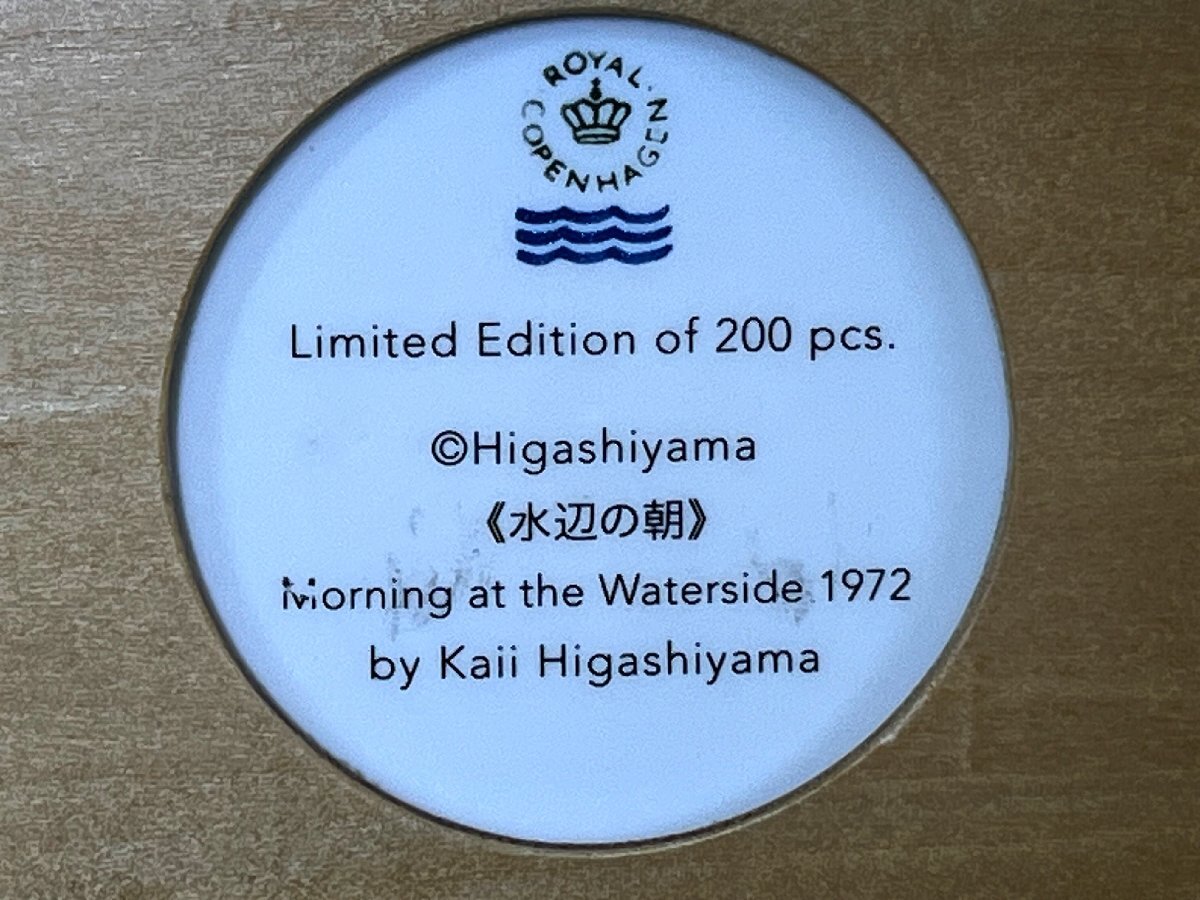 ROYAL
COPENHAGEN
Limited Edition of 200 pcs.
©Higashiyama
《水辺の朝》
Morning at the Waterside 1972
by Kaii Higashiyama